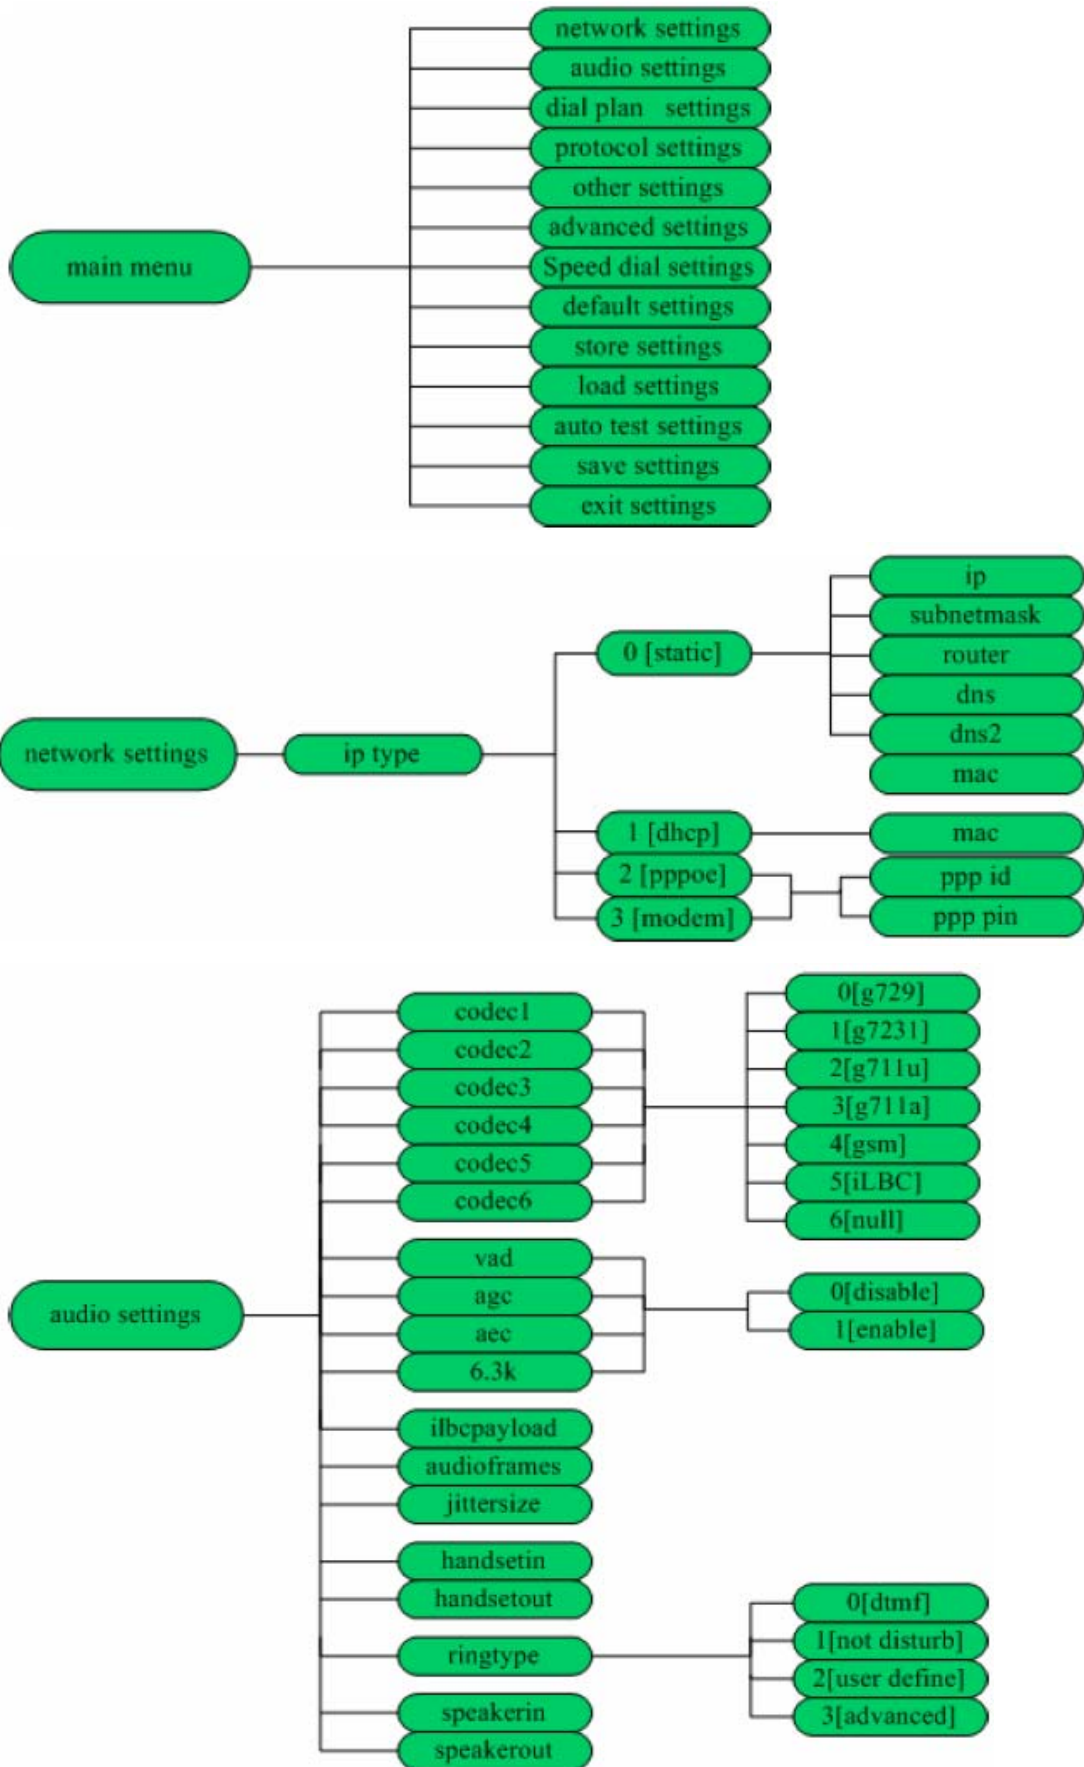 network settings
audio settings
dial plan settings
protocol settings
other settings
advanced settings
main menu
Speed dial settings
default settings
store settings
load settings
auto test settings
save settings
exit settings
ip
subnetmask
0 [static]
router
dns
dns2
network settings
ip type
mac
1 [dhcp]
mac
2 [pppoe]
ppp id
3 [modem]
ppp pin
codec1
codec2
codec3
codec4
codec5
codec6
0[g729]
1[g7231]
2[g711u]
3[g711a]
4[gsm]
5[iLBC]
6[null]
vad
agc
aec
6.3k
0[disable]
1[enable]
audio settings
ilbcpayload
audioframes
jittersize
handsetin
handsetout
ringtype
0[dtmf]
1[not disturb]
2[user define]
3[advanced]
speakerin
speakerout